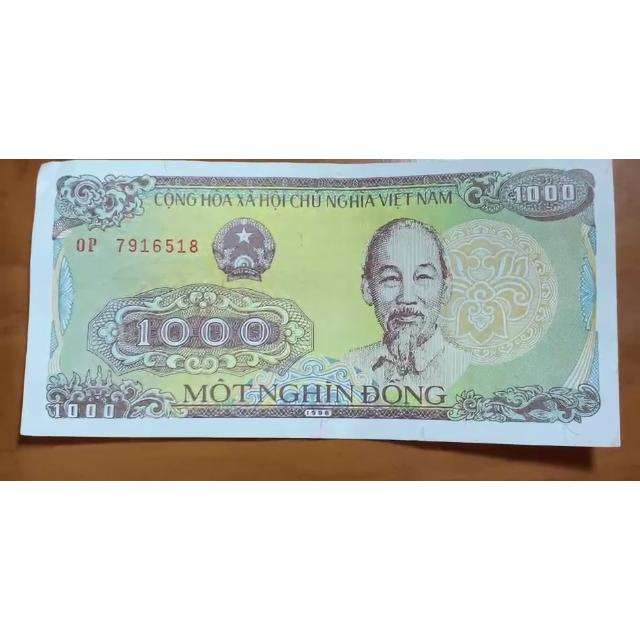 CỘNG HÒA XÃ HỘI CHỦ NGHĨA VIỆT NAM
1000
OP 7916518
1000
MỘT NGHÌN ĐỒNG
1000